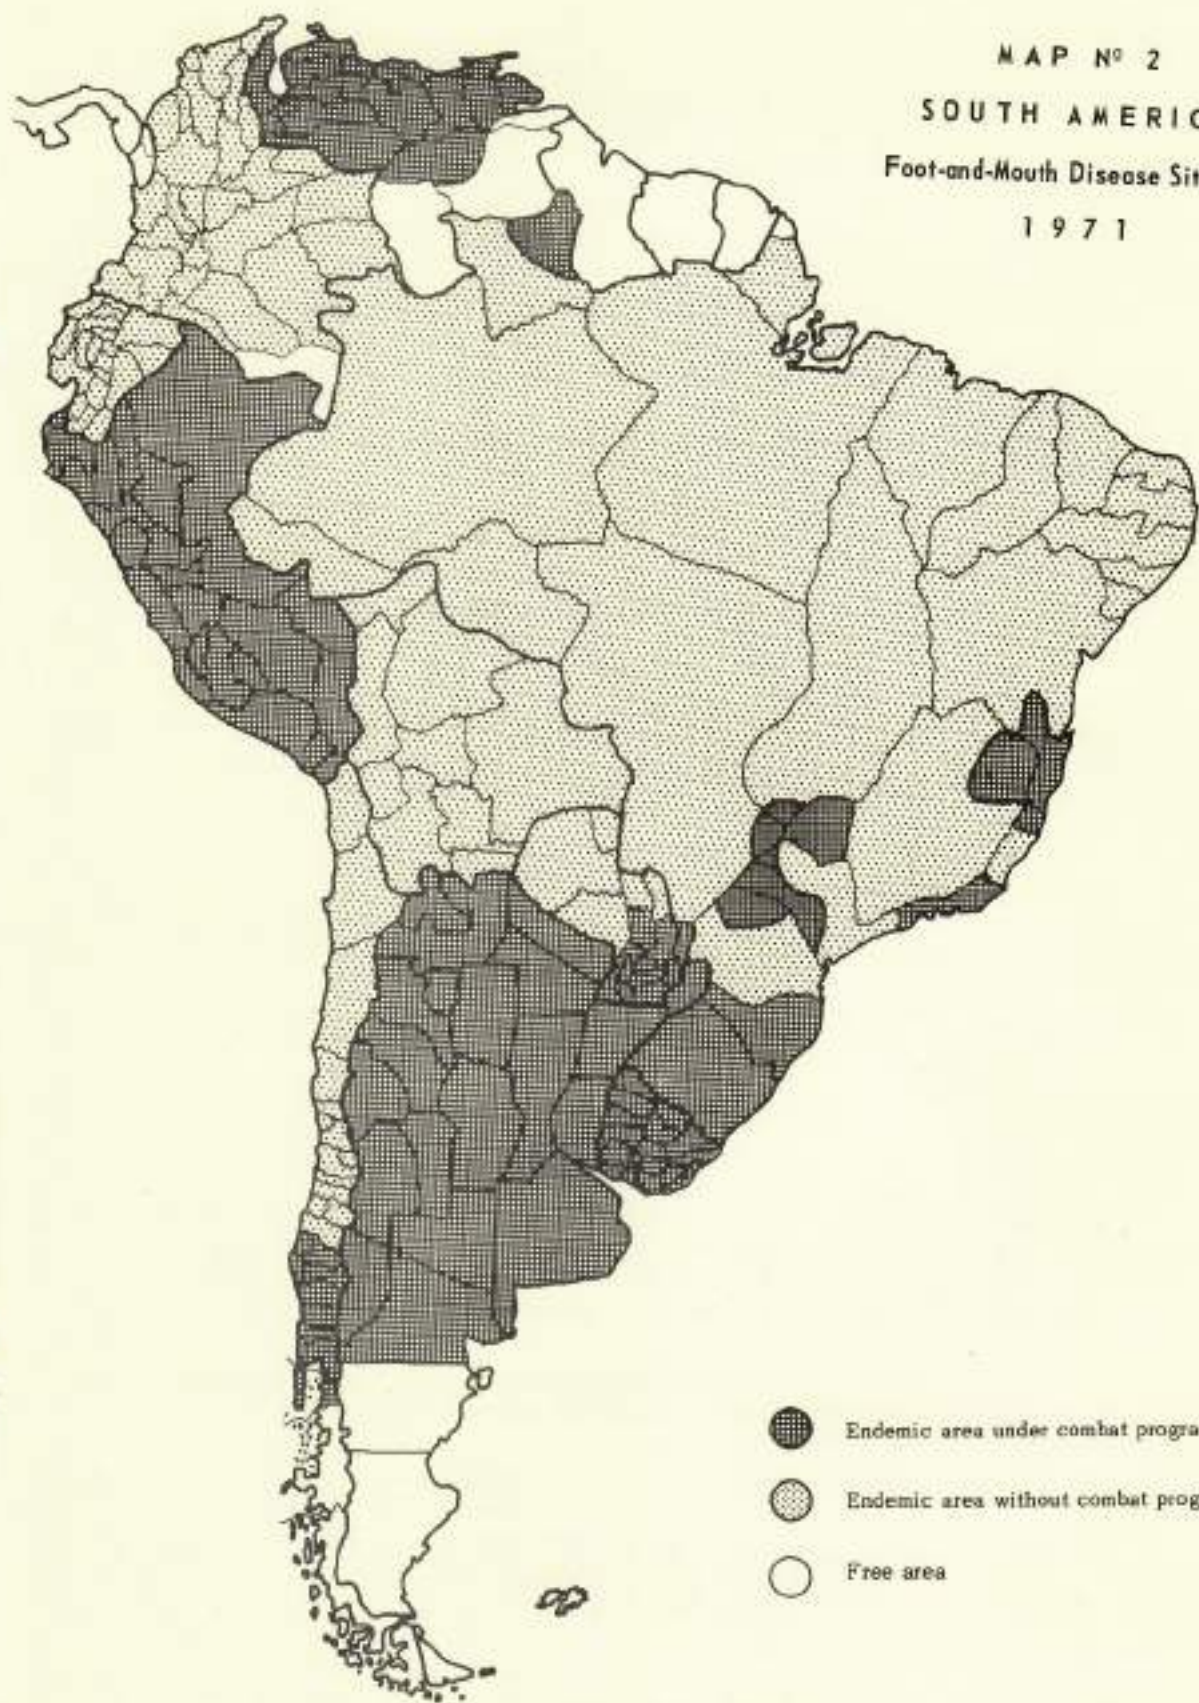 MAP Nº 2
SOUTH AMERIC
Foot-and-Mouth Disease Sit
1971
Endemic area under combat progra
Endemic area without combat prog
Free area